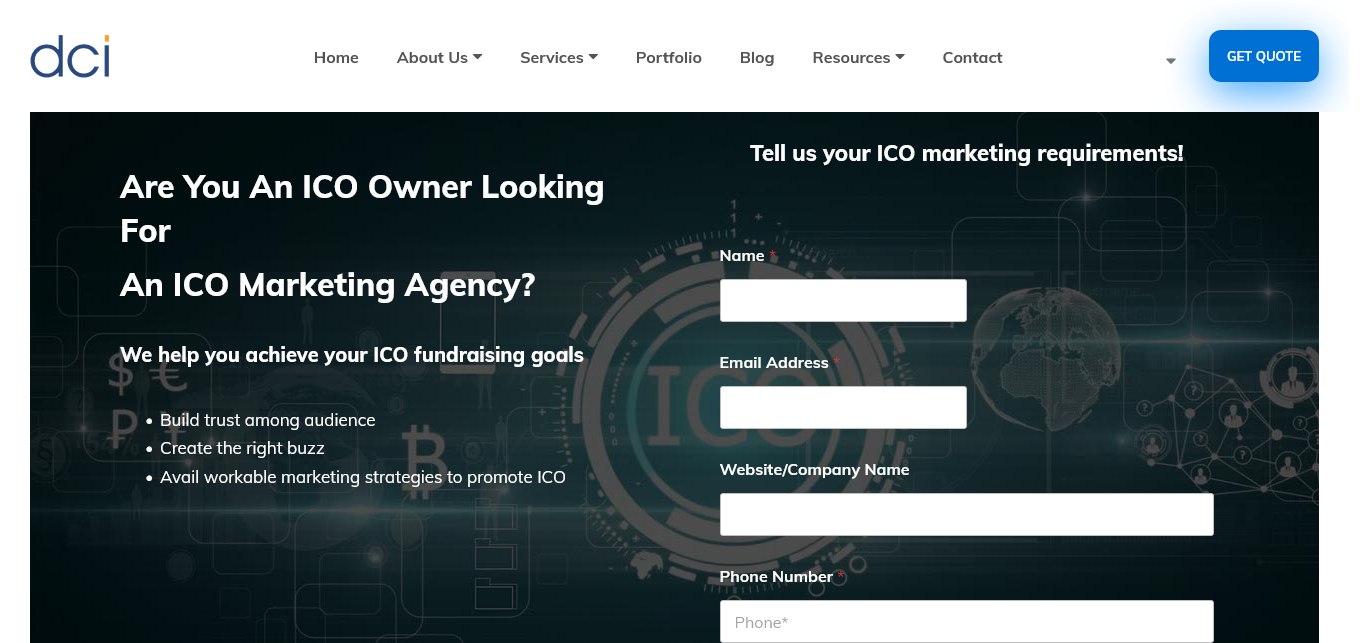 dci
Home
About Us
Services
Portfolio
Blog
Resources
Contact
GET QUOTE
Are You An ICO Owner Looking
For
An ICO Marketing Agency?
We help you achieve your ICO fundraising goals
• Build trust among audience
• Create the right buzz
• Avail workable marketing strategies to promote ICO
Tell us your ICO marketing requirements!
Name *
Email Address *
ICO
Website/Company Name
Phone Number *
Phone*